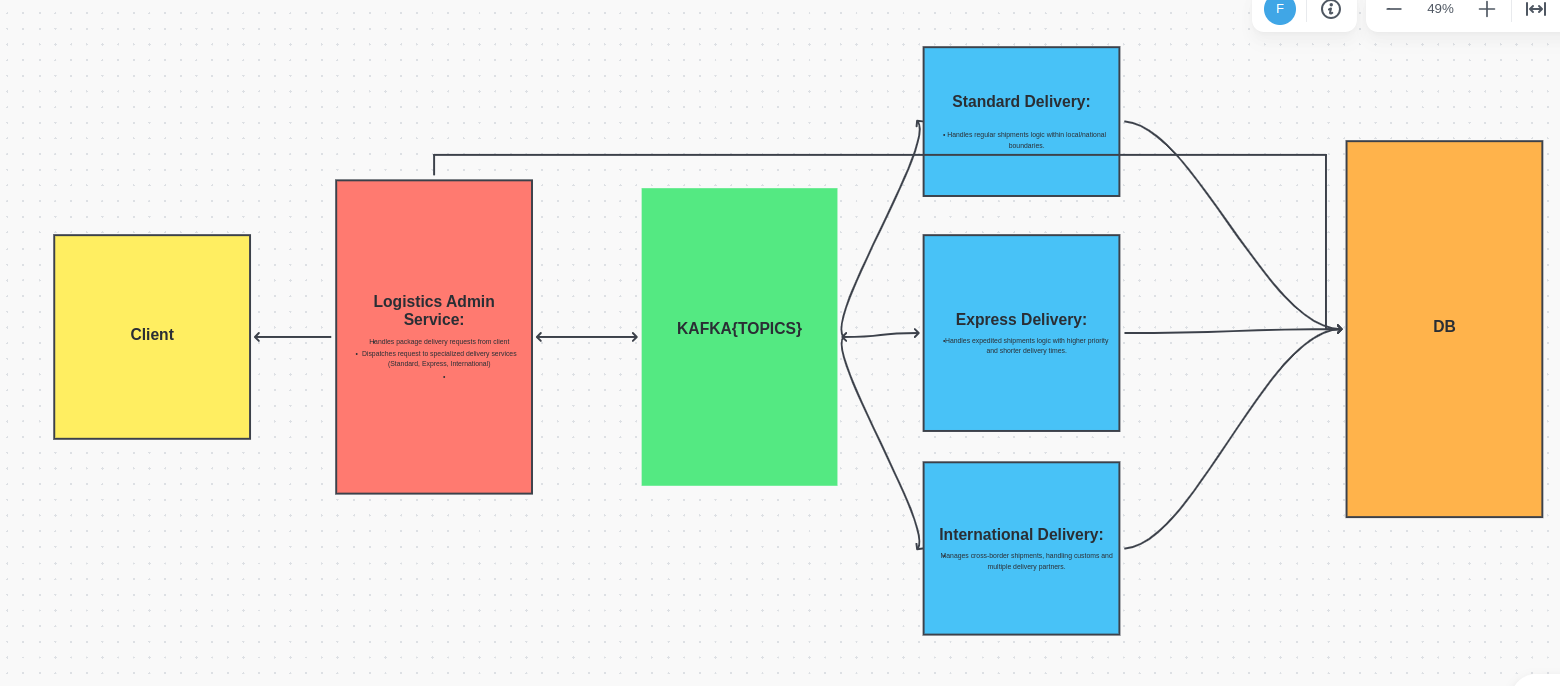 F
49%
Standard Delivery:
• Handles regular shipments logic within local/national
boundaries.
Client
Logistics Admin
Service:
Handles package delivery requests from client
• Dispatches request to specialized delivery services
(Standard, Express, International)
•
KAFKA{TOPICS}
Express Delivery:
•Handles expedited shipments logic with higher priority
and shorter delivery times.
International Delivery:
Manages cross-border shipments, handling customs and
multiple delivery partners.
DB